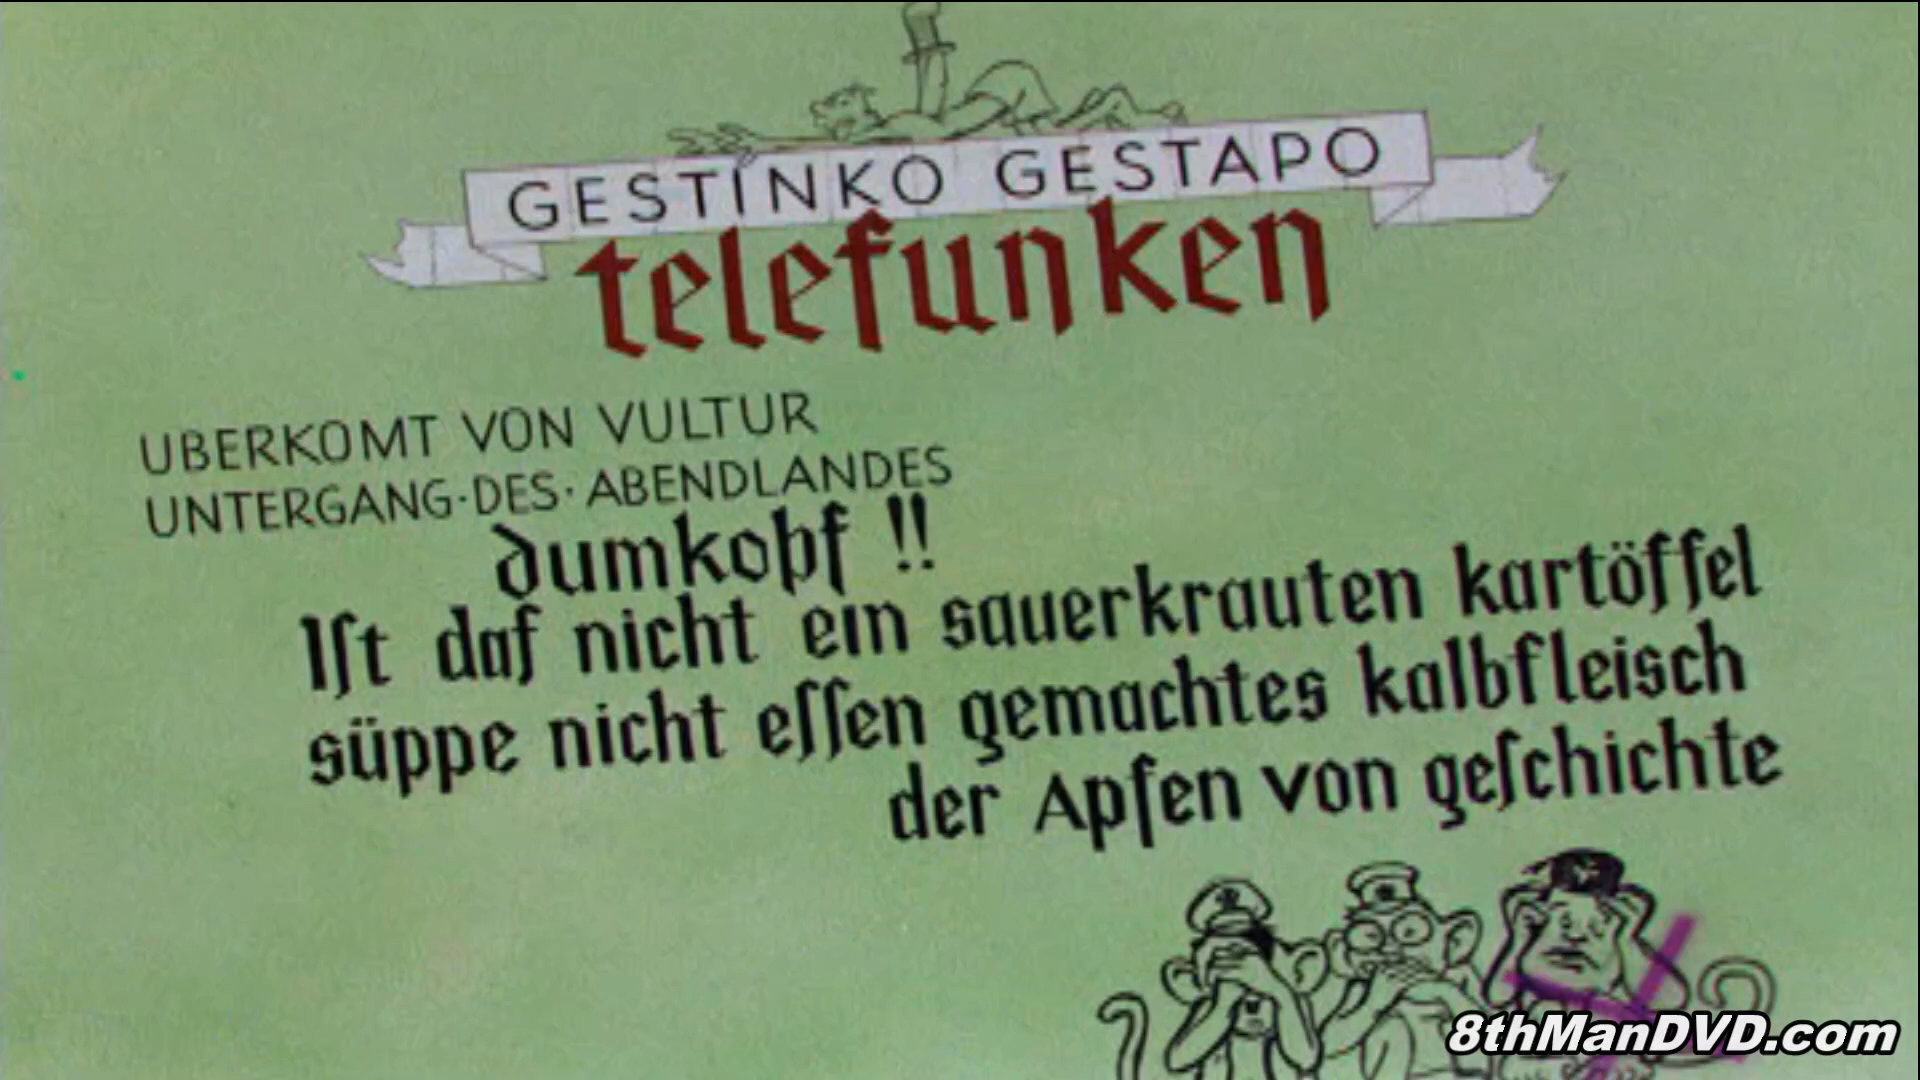 GESTINKO GESTAPO
telefunken
UBERKOMT VON VULTUR
UNTERGANG·DES·ABENDLANDES
dumkopf !!
Iſt daſ nicht ein sauerkrauten kartöffel
süppe nicht eſſen gemachtes kalbfleisch
der Apfen von geſchichte
8thManDVD.com